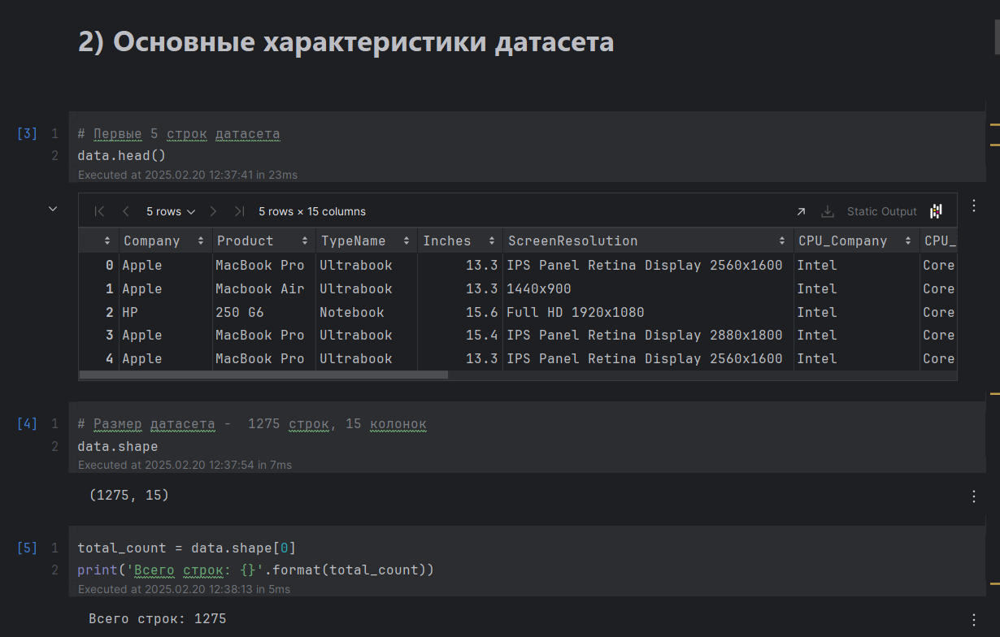 2) Основные характеристики датасета
[3] 1 # Первые 5 строк датасета
2 data.head()
Executed at 2025.02.20 12:37:41 in 23ms
5 rows 5 rows × 15 columns Static Output
Company Product TypeName Inches ScreenResolution CPU_Company CPU_
0 Apple MacBook Pro Ultrabook 13.3 IPS Panel Retina Display 2560x1600 Intel Core
1 Apple Macbook Air Ultrabook 13.3 1440x900 Intel Core
2 HP 250 G6 Notebook 15.6 Full HD 1920x1080 Intel Core
3 Apple MacBook Pro Ultrabook 15.4 IPS Panel Retina Display 2880x1800 Intel Core
4 Apple MacBook Pro Ultrabook 13.3 IPS Panel Retina Display 2560x1600 Intel Core
[4] 1 # Размер датасета -  1275 строк, 15 колонок
2 data.shape
Executed at 2025.02.20 12:37:54 in 7ms
(1275, 15)
[5] 1 total_count = data.shape[0]
2 print('Всего строк: {}'.format(total_count))
Executed at 2025.02.20 12:38:13 in 5ms
Всего строк: 1275